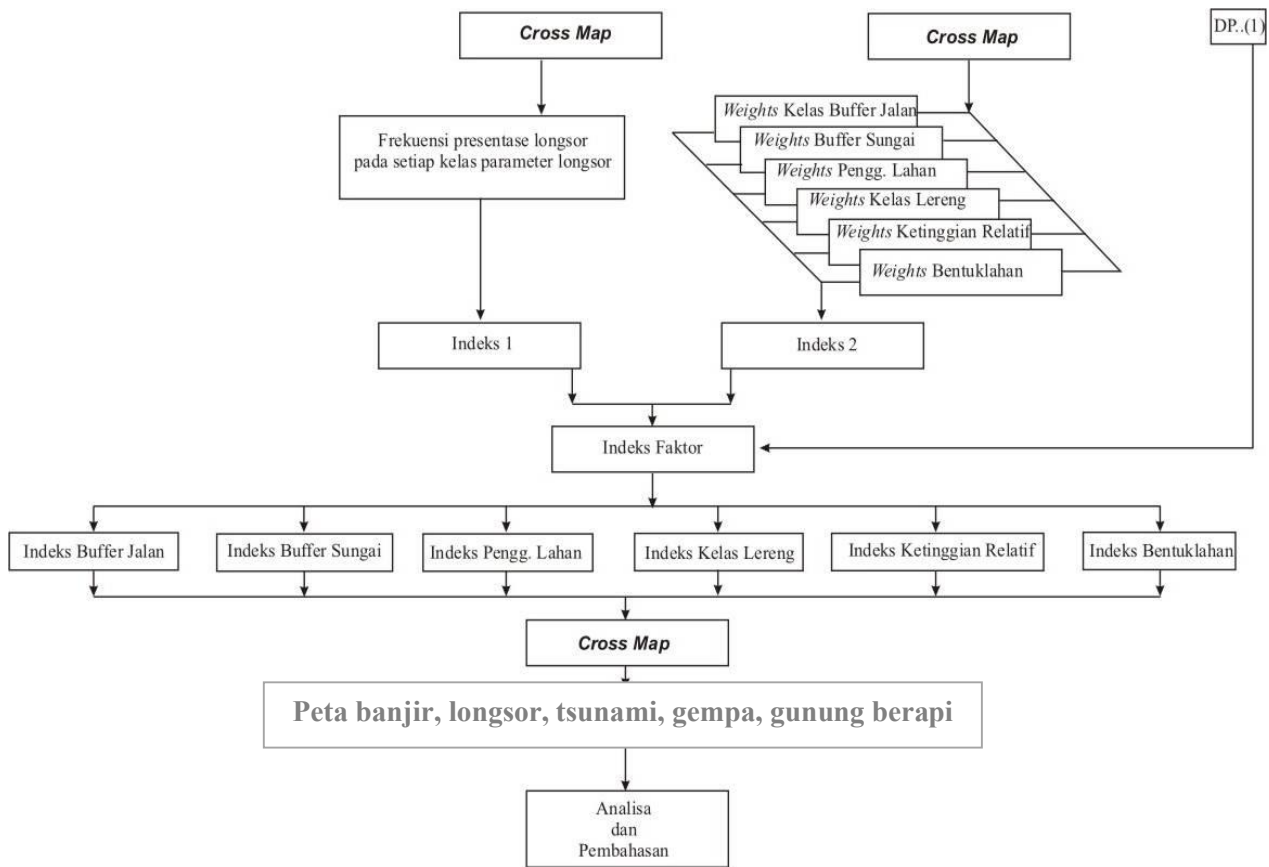 Cross Map
Cross Map
DP..(1)
Frekuensi presentase longsor
pada setiap kelas parameter longsor
Weights Kelas Buffer Jalan
Weights Buffer Sungai
Weights Pengg. Lahan
Weights Kelas Lereng
Weights Ketinggian Relatif
Weights Bentuklahan
Indeks 1
Indeks 2
Indeks Faktor
Indeks Buffer Jalan
Indeks Buffer Sungai
Indeks Pengg. Lahan
Indeks Kelas Lereng
Indeks Ketinggian Relatif
Indeks Bentuklahan
Cross Map
Peta banjir, longsor, tsunami, gempa, gunung berapi
Analisa
dan
Pembahasan